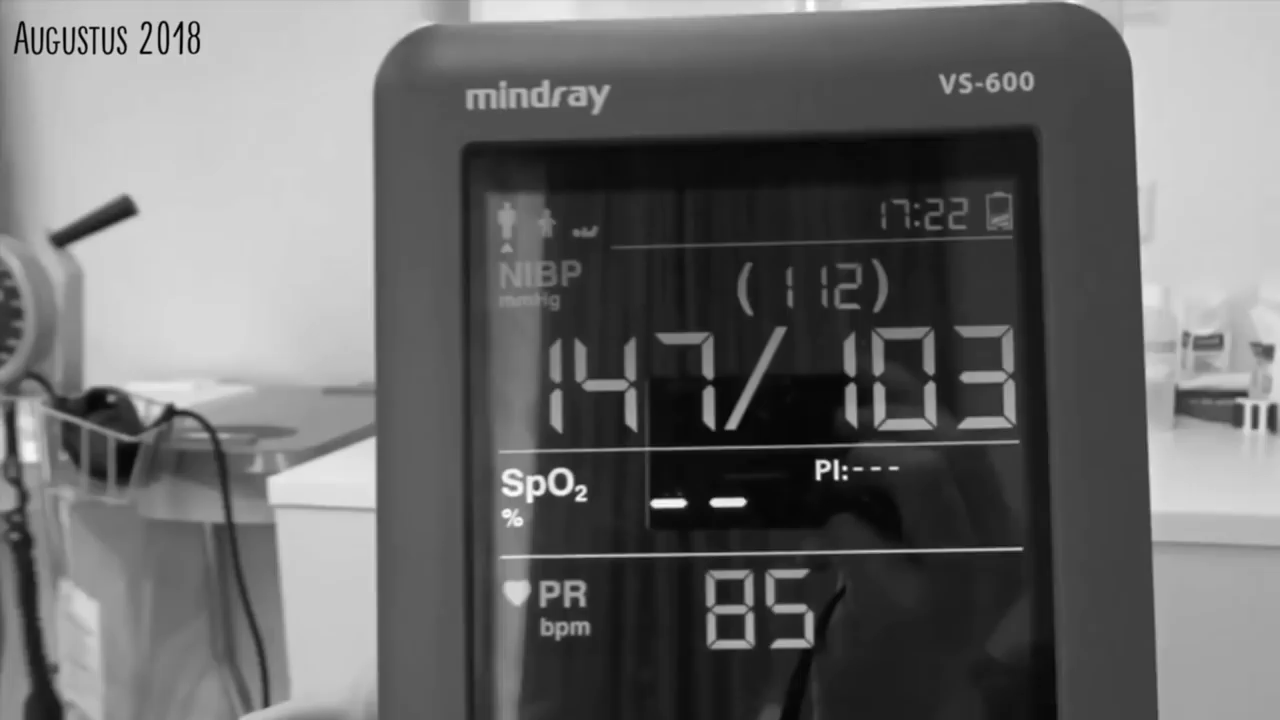 AUGUSTUS 2018
mindray
VS-600
17:22
NIBP
mmHg
(112)
147/103
SpO₂
%
PI:---
-- 
PR
bpm
85